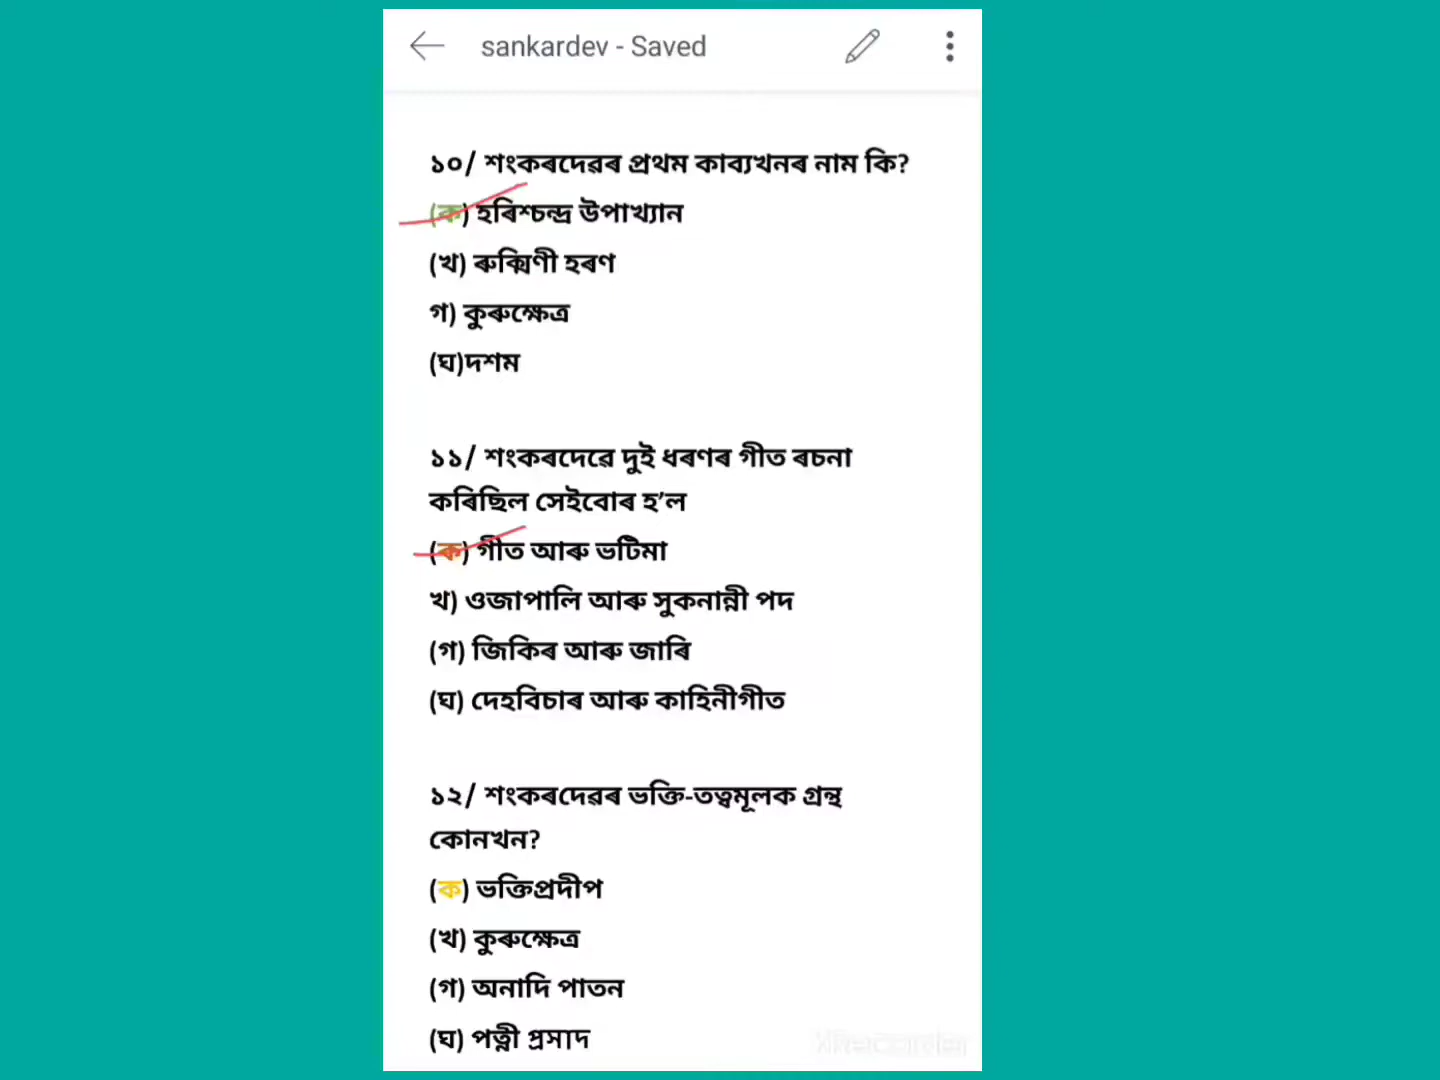 sankardev - Saved
১০/ শংকৰদেৱৰ প্ৰথম কাব্যখনৰ নাম কি?
(ক) হৰিশ্চন্দ্ৰ উপাখ্যান
(খ) ৰুক্মিণী হৰণ
গ) কুৰুক্ষেত্ৰ
(ঘ)দশম
১১/ শংকৰদেৱে দুই ধৰণৰ গীত ৰচনা
কৰিছিল সেইবোৰ হ’ল
(ক) গীত আৰু ভটিমা
খ) ওজাপালি আৰু সুকনান্নী পদ
(গ) জিকিৰ আৰু জাৰি
(ঘ) দেহবিচাৰ আৰু কাহিনীগীত
১২/ শংকৰদেৱৰ ভক্তি-তত্বমূলক গ্ৰন্থ
কোনখন?
(ক) ভক্তিপ্ৰদীপ
(খ) কুৰুক্ষেত্ৰ
(গ) অনাদি পাতন
(ঘ) পত্নী প্ৰসাদ